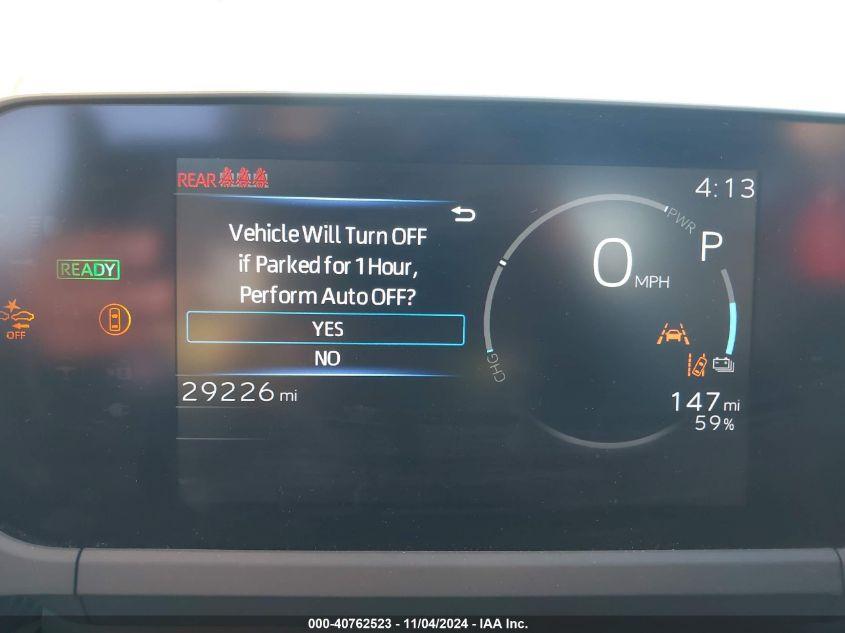 REAR
4:13
Vehicle Will Turn OFF
if Parked for 1 Hour,
Perform Auto OFF?
YES
NO
READY
OFF
PWR
P
0 MPH
CHG
29226 mi
147 mi
59%
000-40762523 - 11/04/2024 - IAA Inc.